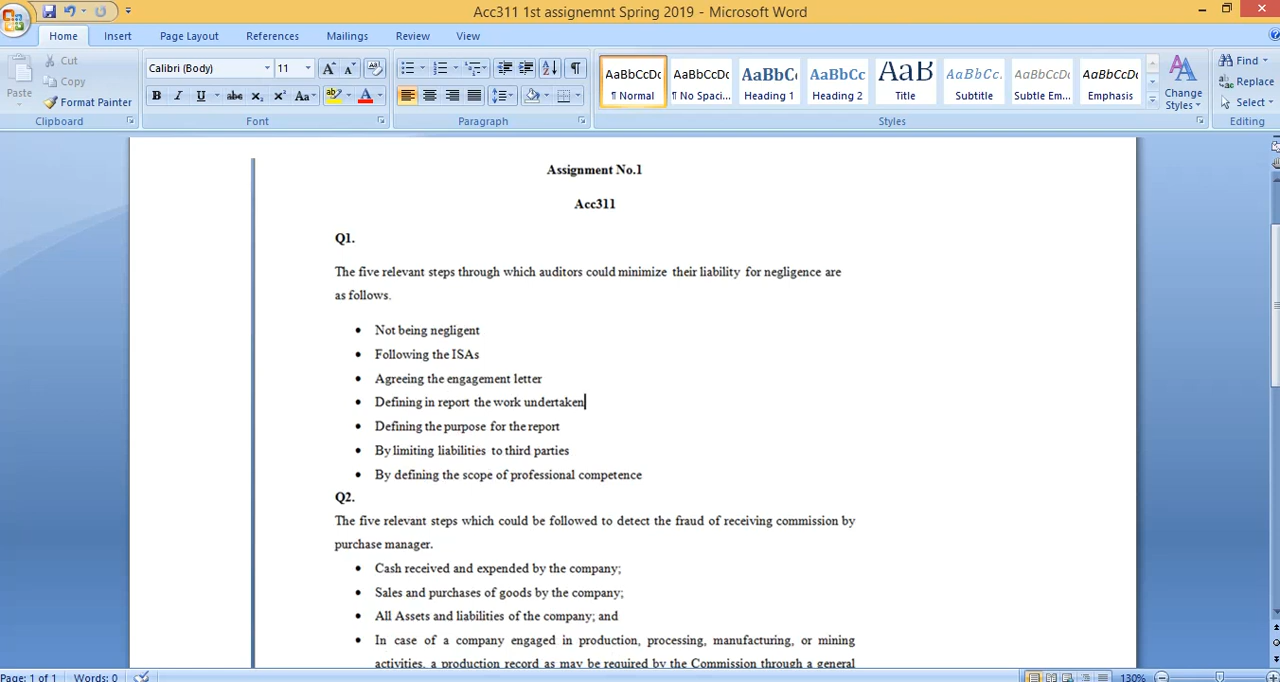 Acc311 1st assignemnt Spring 2019 - Microsoft Word
Home Insert Page Layout References Mailings Review View
Paste
Cut
Copy
Format Painter
Clipboard
Calibri (Body) 11
Font
Paragraph
AaBbCcDc AaBbCcDc AaBbC AaBbCc AaB AaBbCc. AaBbCcDc AaBbCcDc
¶ Normal ¶ No Spaci... Heading 1 Heading 2 Title Subtitle Subtle Em... Emphasis
Change
Styles
Styles
Find
Replace
Select
Editing
Assignment No.1
Acc311
Q1.
The five relevant steps through which auditors could minimize their liability for negligence are
as follows.
• Not being negligent
• Following the ISAs
• Agreeing the engagement letter
• Defining in report the work undertaken
• Defining the purpose for the report
• By limiting liabilities to third parties
• By defining the scope of professional competence
Q2.
The five relevant steps which could be followed to detect the fraud of receiving commission by
purchase manager.
• Cash received and expended by the company;
• Sales and purchases of goods by the company;
• All Assets and liabilities of the company; and
• In case of a company engaged in production, processing, manufacturing, or mining
activities, a production record as may be required by the Commission through a general
Page: 1 of 1 Words: 0 130%